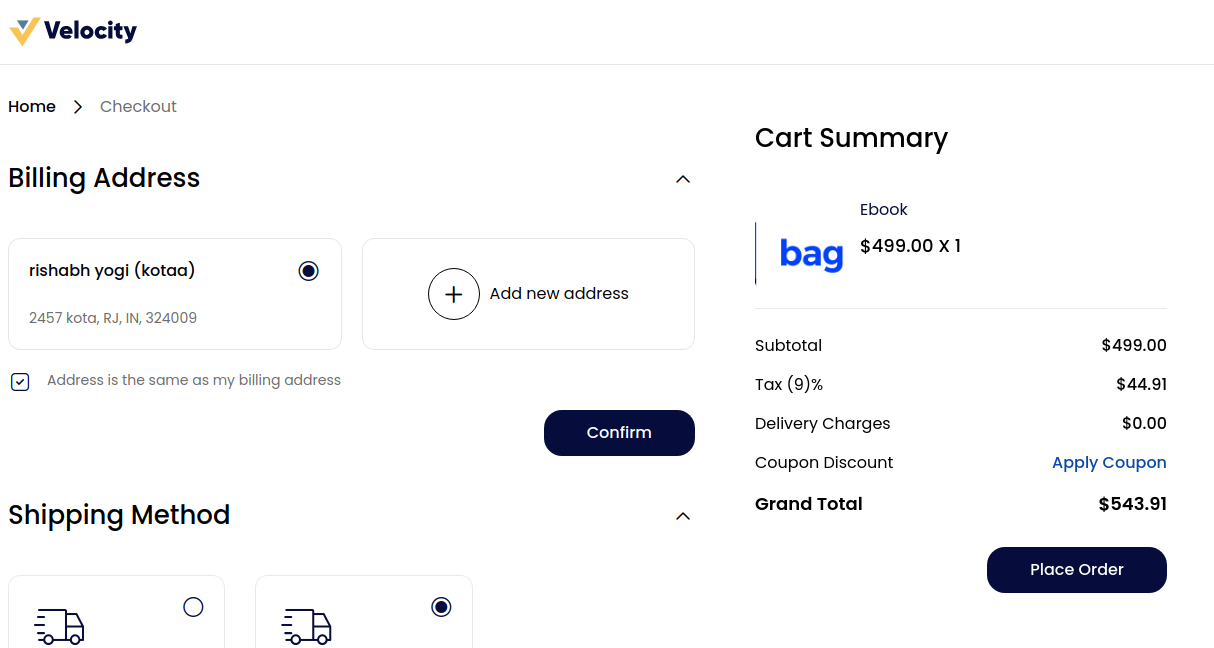 Velocity
Home > Checkout
Billing Address
rishabh yogi (kotaa)
2457 kota, RJ, IN, 324009
Add new address
Address is the same as my billing address
Confirm
Shipping Method
Cart Summary
bag
Ebook
$499.00 X 1
Subtotal $499.00
Tax (9)% $44.91
Delivery Charges $0.00
Coupon Discount Apply Coupon
Grand Total $543.91
Place Order